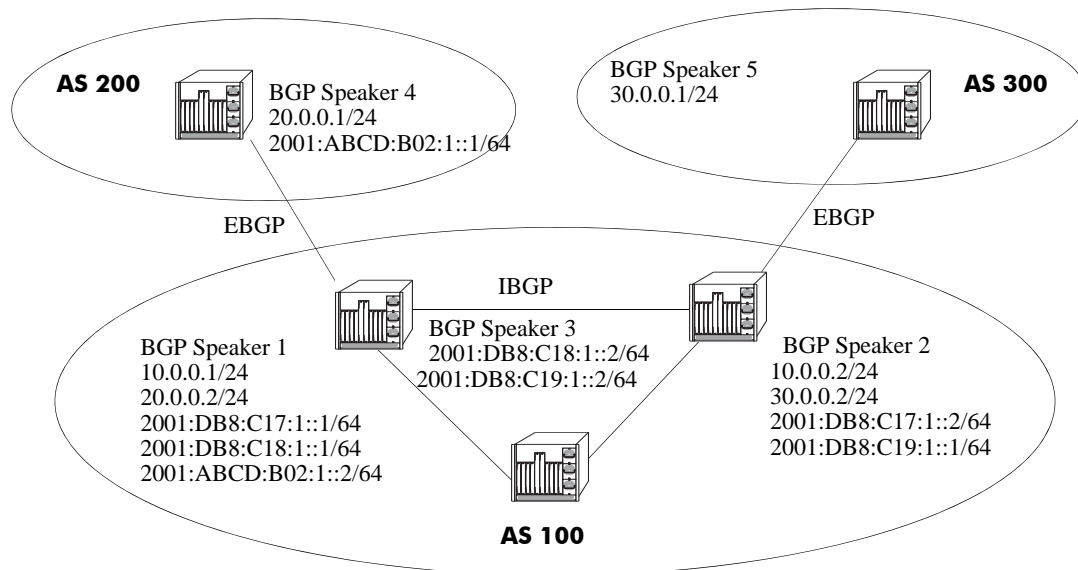 AS 200
BGP Speaker 4
20.0.0.1/24
2001:ABCD:B02:1::1/64
BGP Speaker 5
30.0.0.1/24
AS 300
EBGP
EBGP
IBGP
BGP Speaker 3
2001:DB8:C18:1::2/64
2001:DB8:C19:1::2/64
BGP Speaker 1
10.0.0.1/24
20.0.0.2/24
2001:DB8:C17:1::1/64
2001:DB8:C18:1::1/64
2001:ABCD:B02:1::2/64
BGP Speaker 2
10.0.0.2/24
30.0.0.2/24
2001:DB8:C17:1::2/64
2001:DB8:C19:1::1/64
AS 100